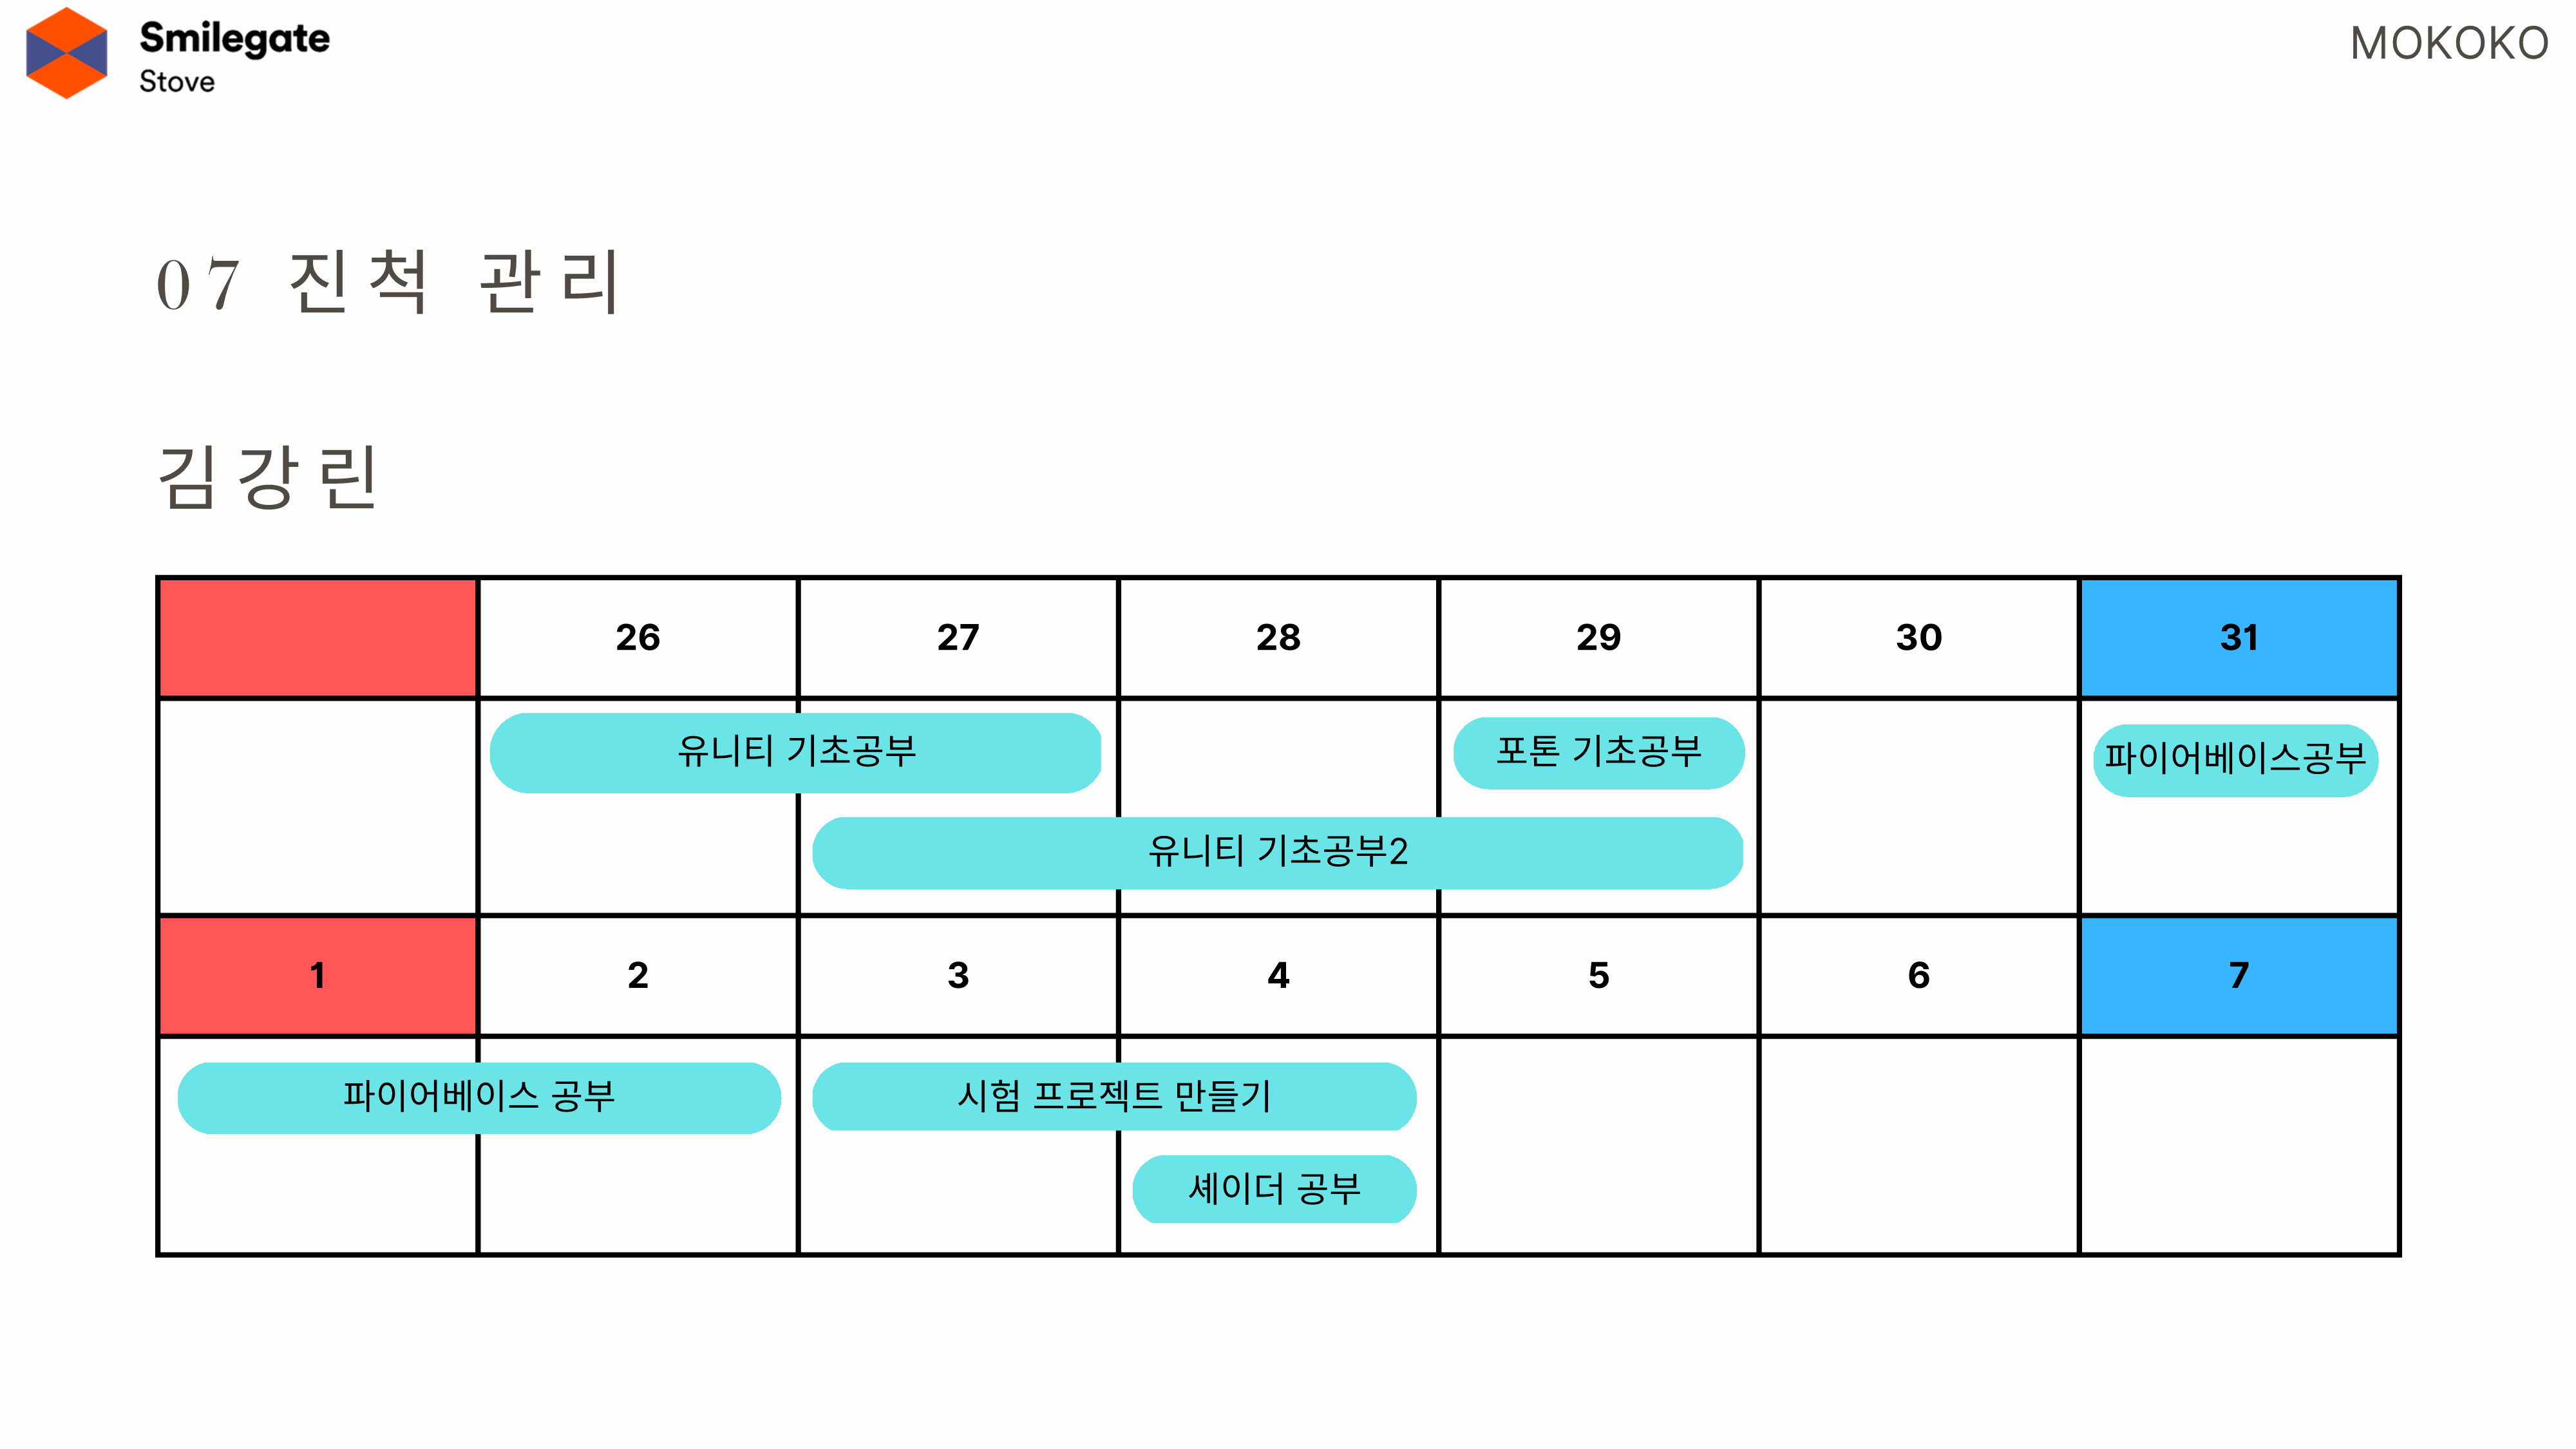 Smilegate
Stove
MOKOKO
07 진척 관리
김강린
26 27 28 29 30 31
유니티 기초공부 포톤 기초공부 파이어베이스공부
유니티 기초공부2
1 2 3 4 5 6 7
파이어베이스 공부 시험 프로젝트 만들기
셰이더 공부